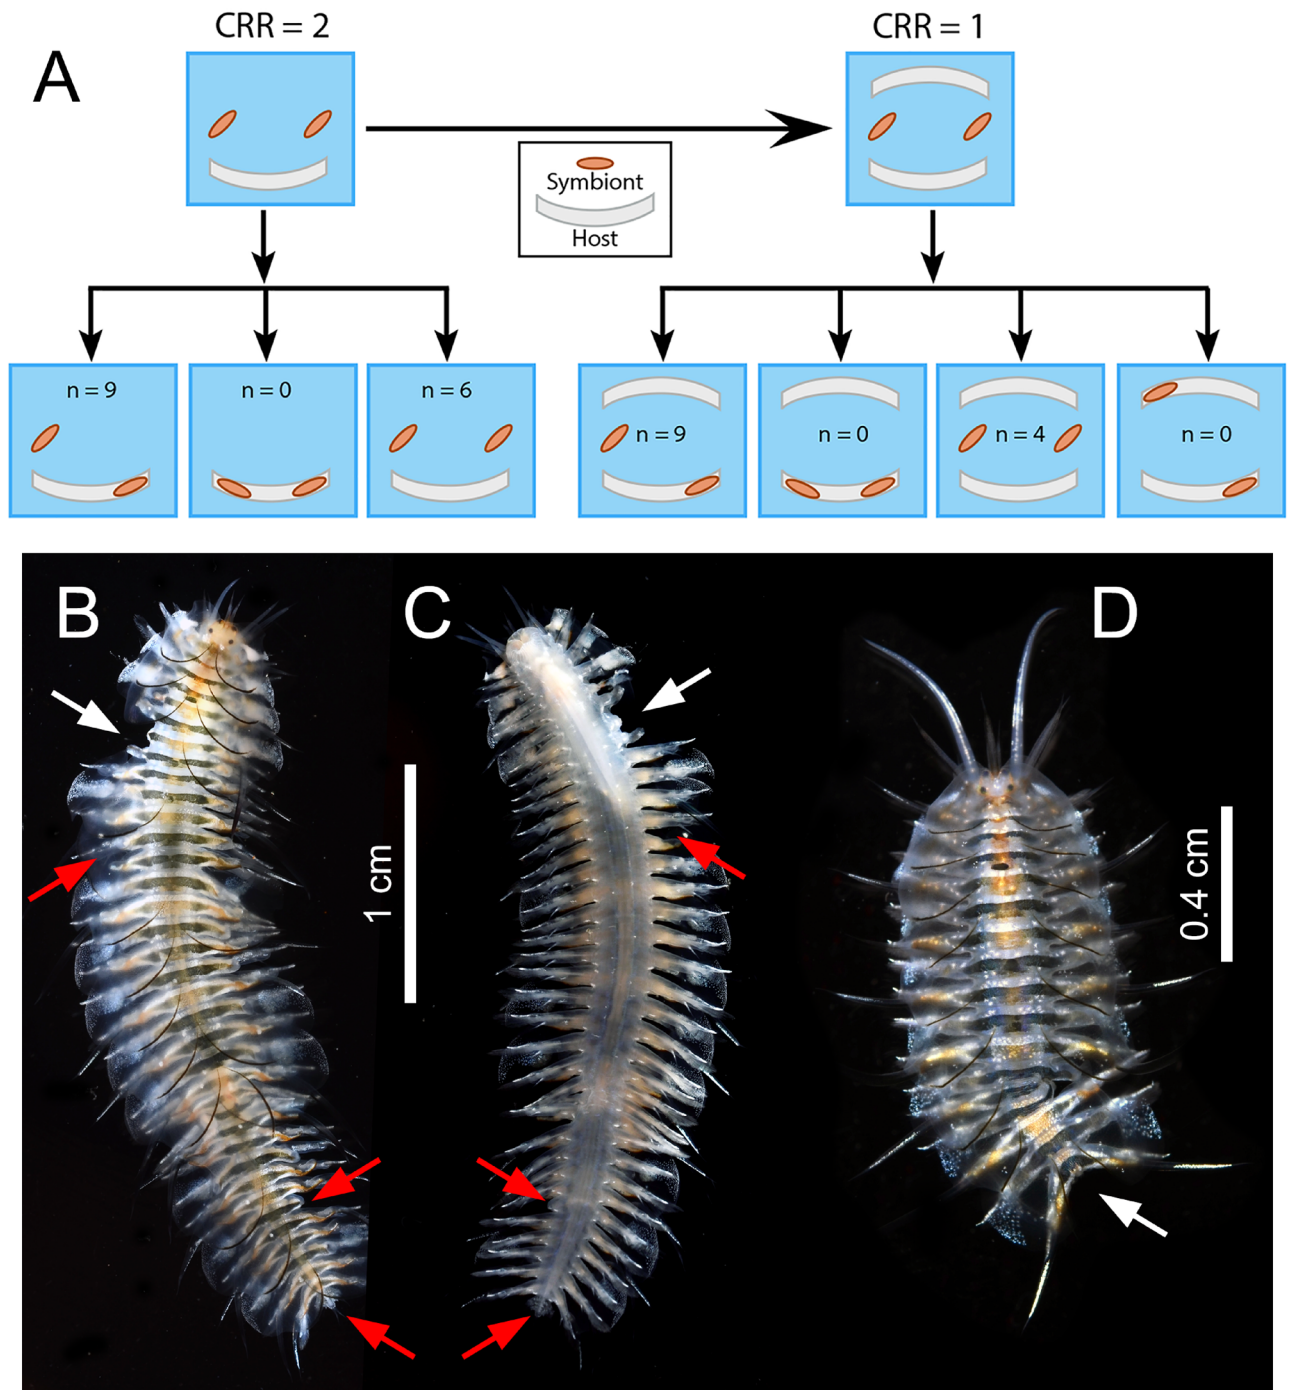 CRR = 2
CRR = 1
A
Symbiont
Host
n = 9
n = 0
n = 6
n = 9
n = 0
n = 4
n = 0
B
C
D
1 cm
0.4 cm